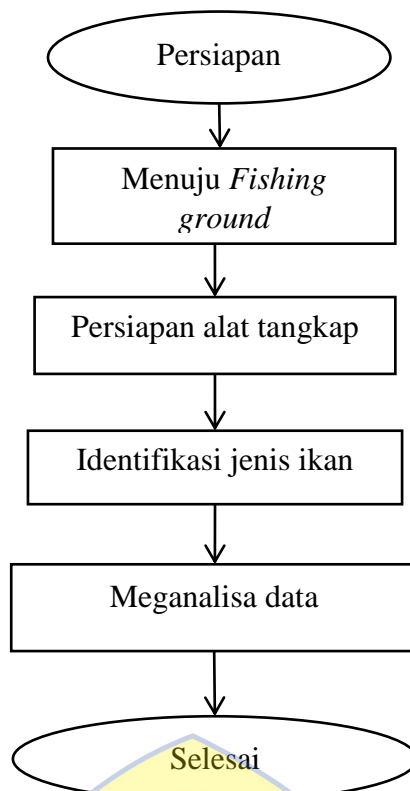 Persiapan
Menuju Fishing
ground
Persiapan alat tangkap
Identifikasi jenis ikan
Meganalisa data
Selesai